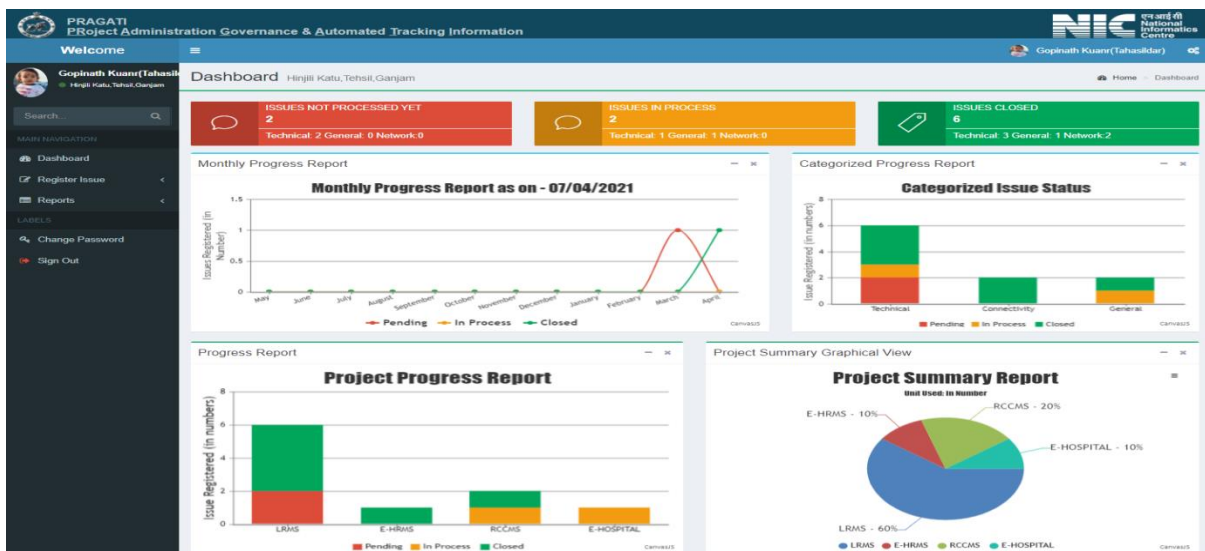 PRAGATI
PRoject Administration Governance & Automated Tracking Information
NIC
एन आई सी
National
Informatics
Centre
Welcome
Gopinath Kuanr(Tahasildar)
Gopinath Kuanr(Tahasild
Hinjili Katu,Tehsil,Ganjam
Dashboard Hinjili Katu,Tehsil,Ganjam
Home
Dashboard
Search...
MAIN NAVIGATION
Dashboard
Register Issue
Reports
LABELS
Change Password
Sign Out
ISSUES NOT PROCESSED YET
2
Technical: 2 General: 0 Network:0
ISSUES IN PROCESS
2
Technical: 1 General: 1 Network:0
ISSUES CLOSED
6
Technical: 3 General: 1 Network:2
Monthly Progress Report
Monthly Progress Report as on - 07/04/2021
Issues Registered (in
Number)
1.5
1
0.5
0
May June July August September October November December January February March April
Pending In Process Closed
CanvasJS
Categorized Progress Report
Categorized Issue Status
Issue Registered (in numbers)
8
6
4
2
0
Technical Connectivity General
Pending In Process Closed
CanvasJS
Progress Report
Project Progress Report
Issue Registered (in numbers)
8
6
4
2
0
LRMS E-HRMS RCCMS E-HOSPITAL
Pending In Process Closed
CanvasJS
Project Summary Graphical View
Project Summary Report
Unit Used: in Number
E-HRMS - 10%
RCCMS - 20%
E-HOSPITAL - 10%
LRMS - 60%
LRMS E-HRMS RCCMS E-HOSPITAL
CanvasJS